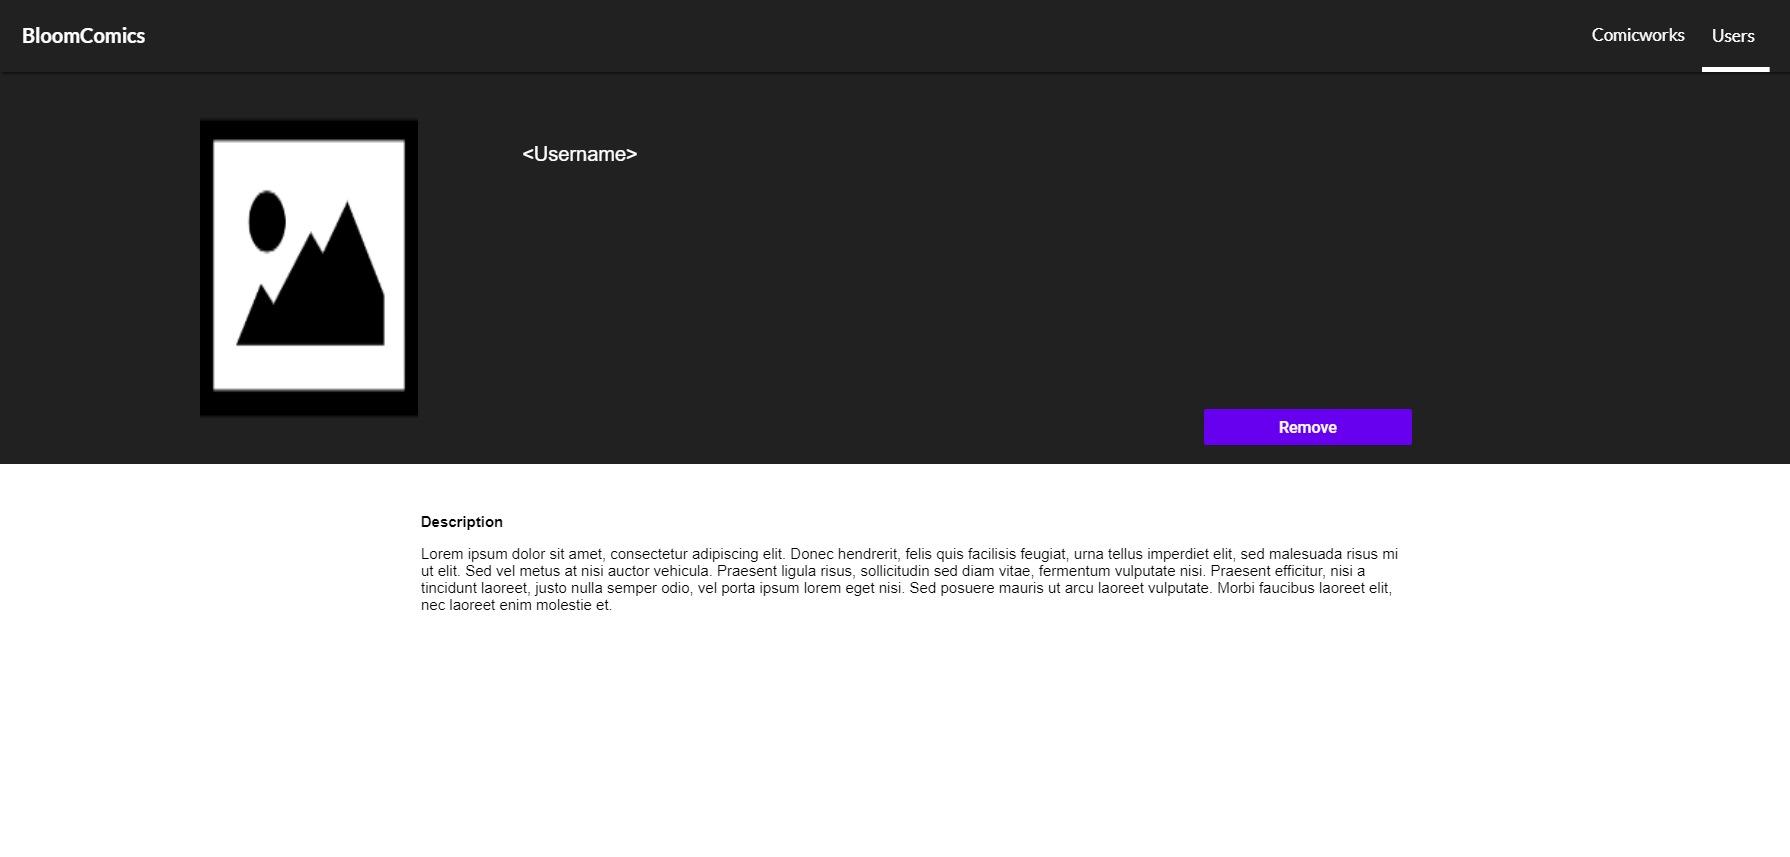 BloomComics
Comicworks
Users
<Username>
Remove
Description
Lorem ipsum dolor sit amet, consectetur adipiscing elit. Donec hendrerit, felis quis facilisis feugiat, urna tellus imperdiet elit, sed malesuada risus mi
ut elit. Sed vel metus at nisi auctor vehicula. Praesent ligula risus, sollicitudin sed diam vitae, fermentum vulputate nisi. Praesent efficitur, nisi a
tincidunt laoreet, justo nulla semper odio, vel porta ipsum lorem eget nisi. Sed posuere mauris ut arcu laoreet vulputate. Morbi faucibus laoreet elit,
nec laoreet enim molestie et.